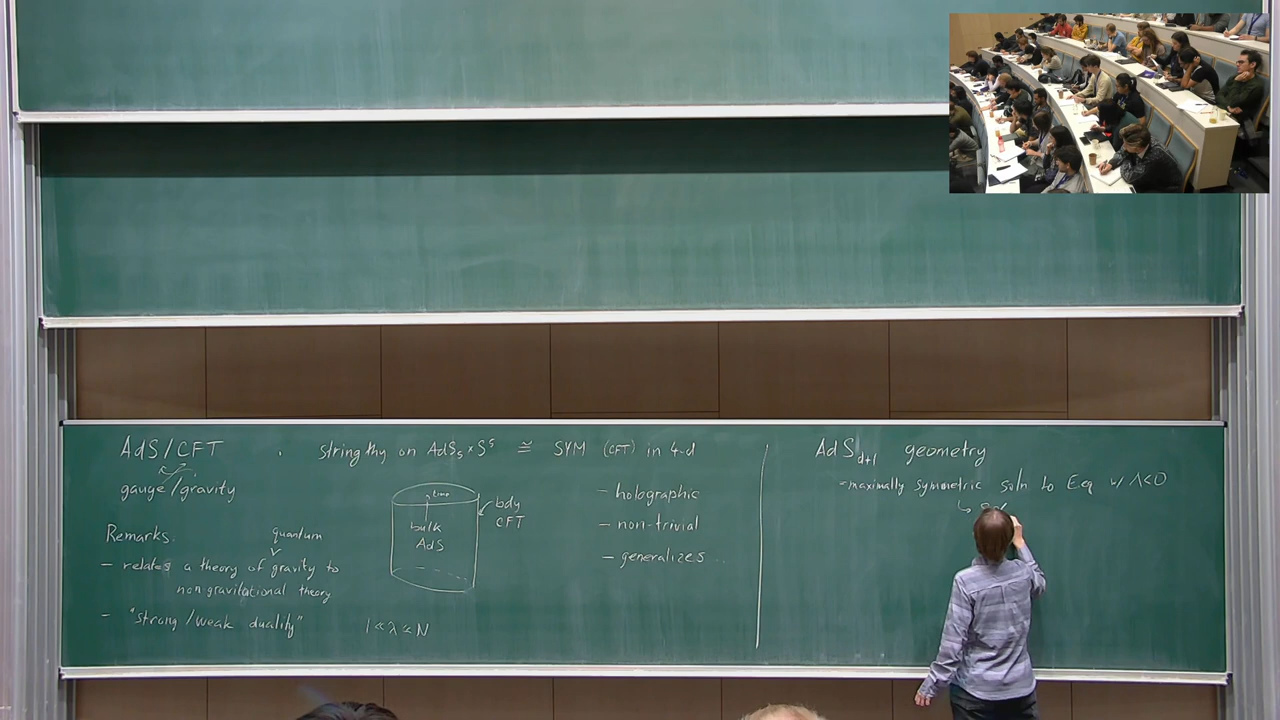 AdS/CFT
gauge/gravity
string thy on AdS₅ × S⁵ ≅ SYM (CFT) in 4-d
Remarks.
quantum
- relates a theory of gravity to
non gravitational theory
- "strong/weak duality"
1 << λ << N
time
bulk
AdS
bdy
CFT
- holographic
- non-trivial
- generalizes...
AdS_{d+1} geometry
=maximally symmetric soln to E eq w/ Λ<0